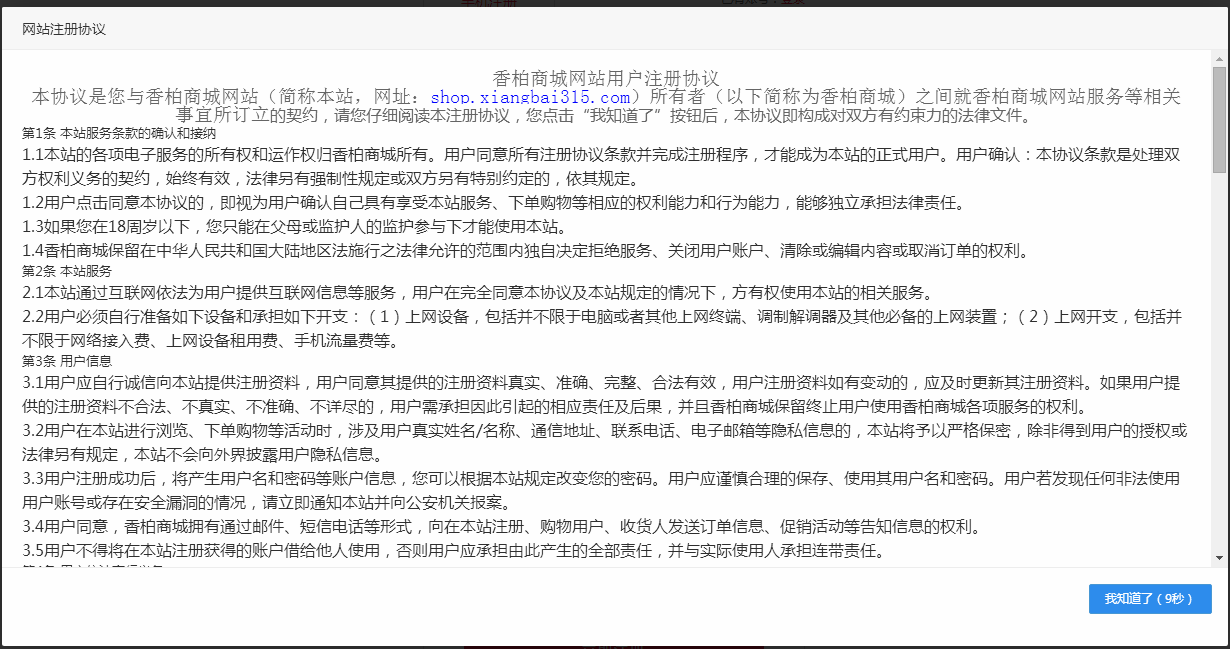 网站注册协议
香柏商城网站用户注册协议
本协议是您与香柏商城网站（简称本站，网址：shop.xiangbai315.com）所有者（以下简称为香柏商城）之间就香柏商城网站服务等相关
事宜所订立的契约，请您仔细阅读本注册协议，您点击“我知道了”按钮后，本协议即构成对双方有约束力的法律文件。
第1条 本站服务条款的确认和接纳
1.1本站的各项电子服务的所有权和运作权归香柏商城所有。用户同意所有注册协议条款并完成注册程序，才能成为本站的正式用户。用户确认：本协议条款是处理双
方权利义务的契约，始终有效，法律另有强制性规定或双方另有特别约定的，依其规定。
1.2用户点击同意本协议的，即视为用户确认自己具有享受本站服务、下单购物等相应的权利能力和行为能力，能够独立承担法律责任。
1.3如果您在18周岁以下，您只能在父母或监护人的监护参与下才能使用本站。
1.4香柏商城保留在中华人民共和国大陆地区法施行之法律允许的范围内独自决定拒绝服务、关闭用户账户、清除或编辑内容或取消订单的权利。
第2条 本站服务
2.1本站通过互联网依法为用户提供互联网信息等服务，用户在完全同意本协议及本站规定的情况下，方有权使用本站的相关服务。
2.2用户必须自行准备如下设备和承担如下开支：（1）上网设备，包括并不限于电脑或者其他上网终端、调制解调器及其他必备的上网装置；（2）上网开支，包括并
不限于网络接入费、上网设备租用费、手机流量费等。
第3条 用户信息
3.1用户应自行诚信向本站提供注册资料，用户同意其提供的注册资料真实、准确、完整、合法有效，用户注册资料如有变动的，应及时更新其注册资料。如果用户提
供的注册资料不合法、不真实、不准确、不详尽的，用户需承担因此引起的相应责任及后果，并且香柏商城保留终止用户使用香柏商城各项服务的权利。
3.2用户在本站进行浏览、下单购物等活动时，涉及用户真实姓名/名称、通信地址、联系电话、电子邮箱等隐私信息的，本站将予以严格保密，除非得到用户的授权或
法律另有规定，本站不会向外界披露用户隐私信息。
3.3用户注册成功后，将产生用户名和密码等账户信息，您可以根据本站规定改变您的密码。用户应谨慎合理的保存、使用其用户名和密码。用户若发现任何非法使用
用户账号或存在安全漏洞的情况，请立即通知本站并向公安机关报案。
3.4用户同意，香柏商城拥有通过邮件、短信电话等形式，向在本站注册、购物用户、收货人发送订单信息、促销活动等告知信息的权利。
3.5用户不得将在本站注册获得的账户借给他人使用，否则用户应承担由此产生的全部责任，并与实际使用人承担连带责任。
我知道了（9秒）